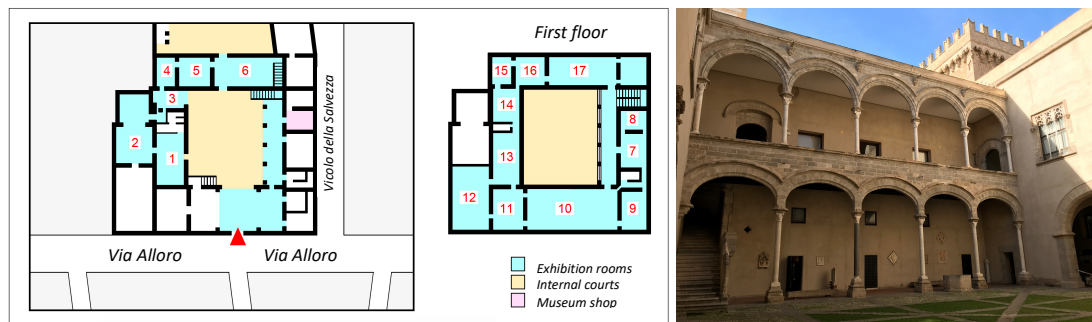 First floor
4
5
6
3
2
1
Vicolo della Salvezza
Via Alloro
Via Alloro
15
16
17
14
8
7
13
12
11
10
9
Exhibition rooms
Internal courts
Museum shop